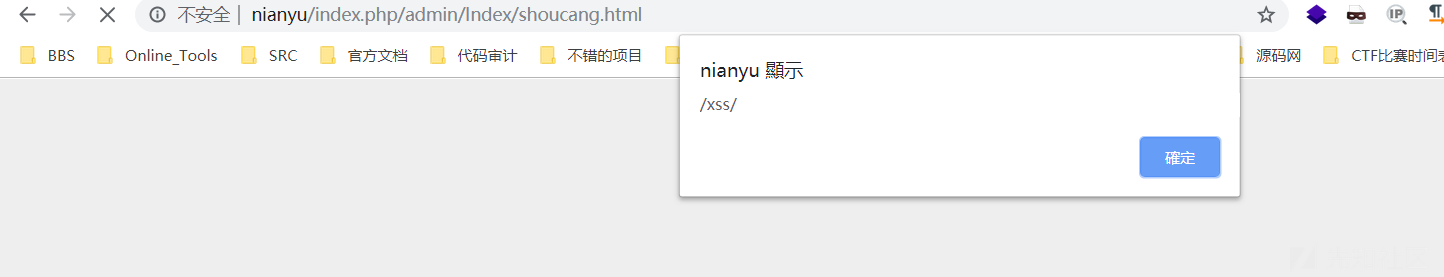 不安全 | nianyu/index.php/admin/Index/shoucang.html
BBS Online_Tools SRC 官方文档 代码审计 不错的项目 源码网 CTF比赛时间表
nianyu 顯示
/xss/
確定